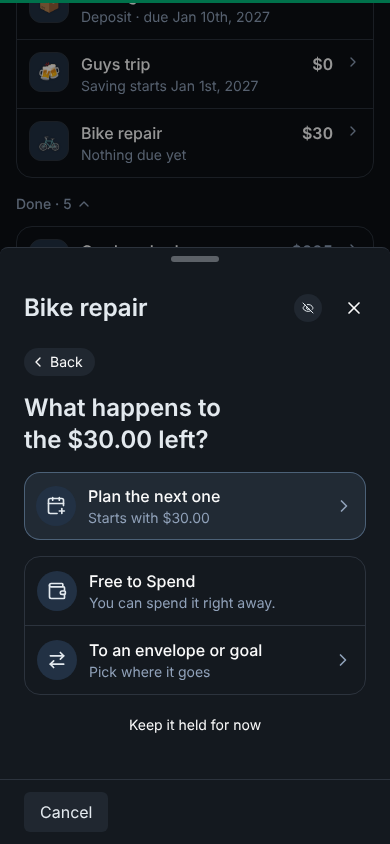 Deposit · due Jan 10th, 2027
Guys trip
$0
Saving starts Jan 1st, 2027
Bike repair
$30
Nothing due yet
Done · 5
Bike repair
Back
What happens to
the $30.00 left?
Plan the next one
Starts with $30.00
Free to Spend
You can spend it right away.
To an envelope or goal
Pick where it goes
Keep it held for now
Cancel